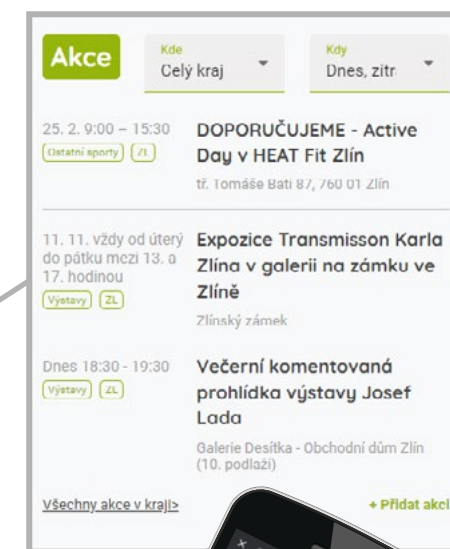 Akce
Kde
Celý kraj
Kdy
Dnes, zítr
25. 2. 9:00 – 15:30
Ostatní sporty ZL
DOPORUČUJEME - Active
Day v HEAT Fit Zlín
tř. Tomáše Bati 87, 760 01 Zlín
11. 11. vždy od úterý
do pátku mezi 13. a
17. hodinou
Výstavy ZL
Expozice Transmisson Karla
Zlína v galerii na zámku ve
Zlíně
Zlínský zámek
Dnes 18:30 - 19:30
Výstavy ZL
Večerní komentovaná
prohlídka výstavy Josef
Lada
Galerie Desítka - Obchodní dům Zlín
(10. podlaží)
Všechny akce v kraji>
+ Přidat akci